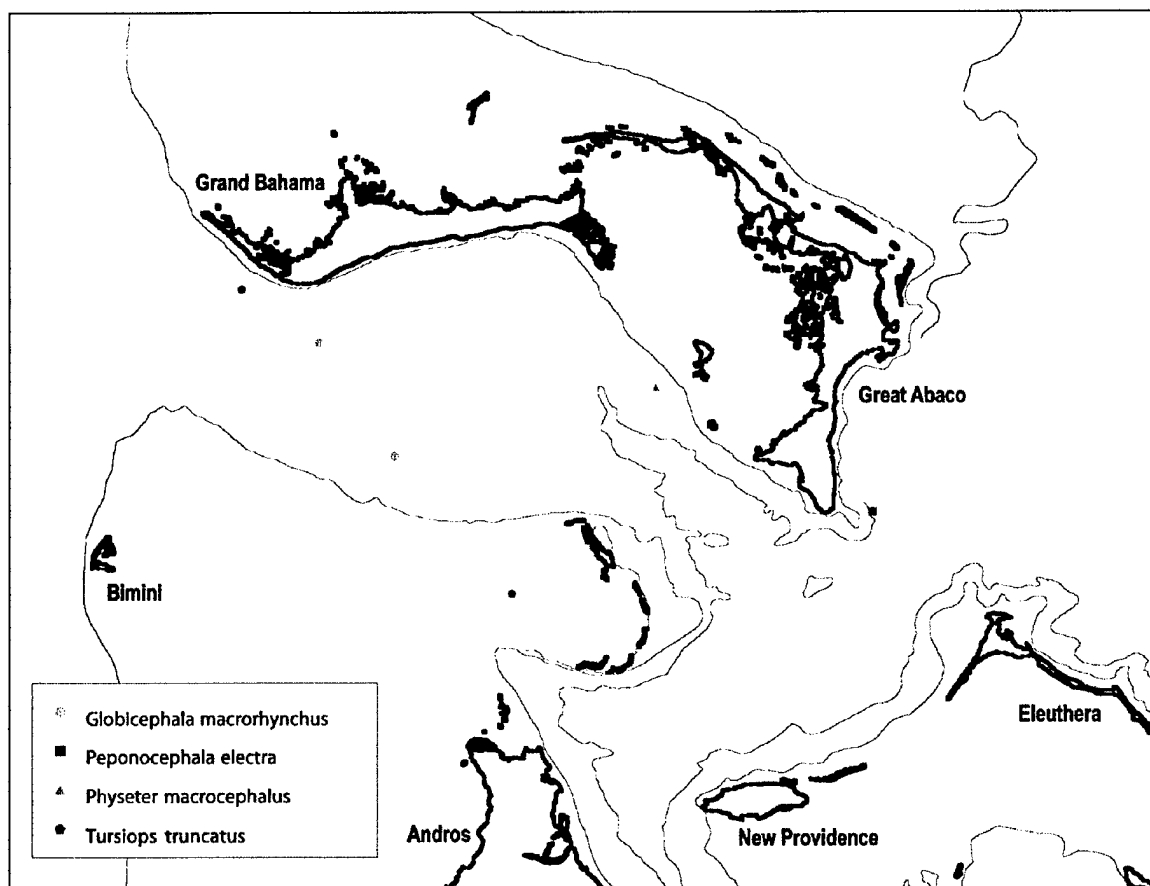 Grand Bahama
Great Abaco
Bimini
Eleuthera
Globicephala macrorhynchus
Peponocephala electra
Physeter macrocephalus
Tursiops truncatus
Andros
New Providence